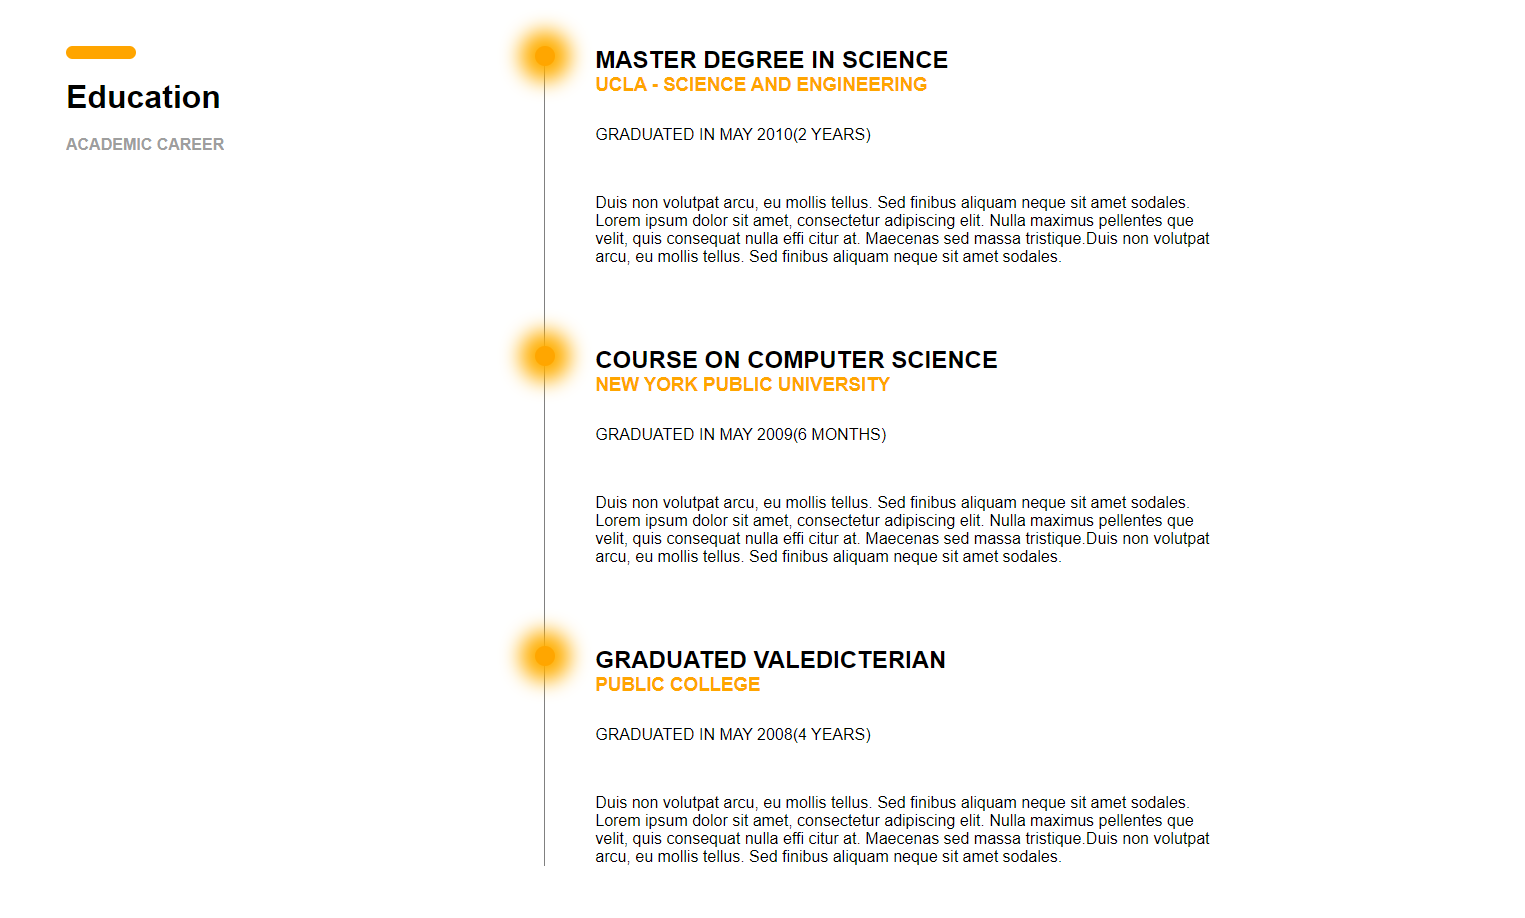 Education
ACADEMIC CAREER
MASTER DEGREE IN SCIENCE
UCLA - SCIENCE AND ENGINEERING
GRADUATED IN MAY 2010(2 YEARS)
Duis non volutpat arcu, eu mollis tellus. Sed finibus aliquam neque sit amet sodales.
Lorem ipsum dolor sit amet, consectetur adipiscing elit. Nulla maximus pellentes que
velit, quis consequat nulla effi citur at. Maecenas sed massa tristique.Duis non volutpat
arcu, eu mollis tellus. Sed finibus aliquam neque sit amet sodales.
COURSE ON COMPUTER SCIENCE
NEW YORK PUBLIC UNIVERSITY
GRADUATED IN MAY 2009(6 MONTHS)
Duis non volutpat arcu, eu mollis tellus. Sed finibus aliquam neque sit amet sodales.
Lorem ipsum dolor sit amet, consectetur adipiscing elit. Nulla maximus pellentes que
velit, quis consequat nulla effi citur at. Maecenas sed massa tristique.Duis non volutpat
arcu, eu mollis tellus. Sed finibus aliquam neque sit amet sodales.
GRADUATED VALEDICTERIAN
PUBLIC COLLEGE
GRADUATED IN MAY 2008(4 YEARS)
Duis non volutpat arcu, eu mollis tellus. Sed finibus aliquam neque sit amet sodales.
Lorem ipsum dolor sit amet, consectetur adipiscing elit. Nulla maximus pellentes que
velit, quis consequat nulla effi citur at. Maecenas sed massa tristique.Duis non volutpat
arcu, eu mollis tellus. Sed finibus aliquam neque sit amet sodales.